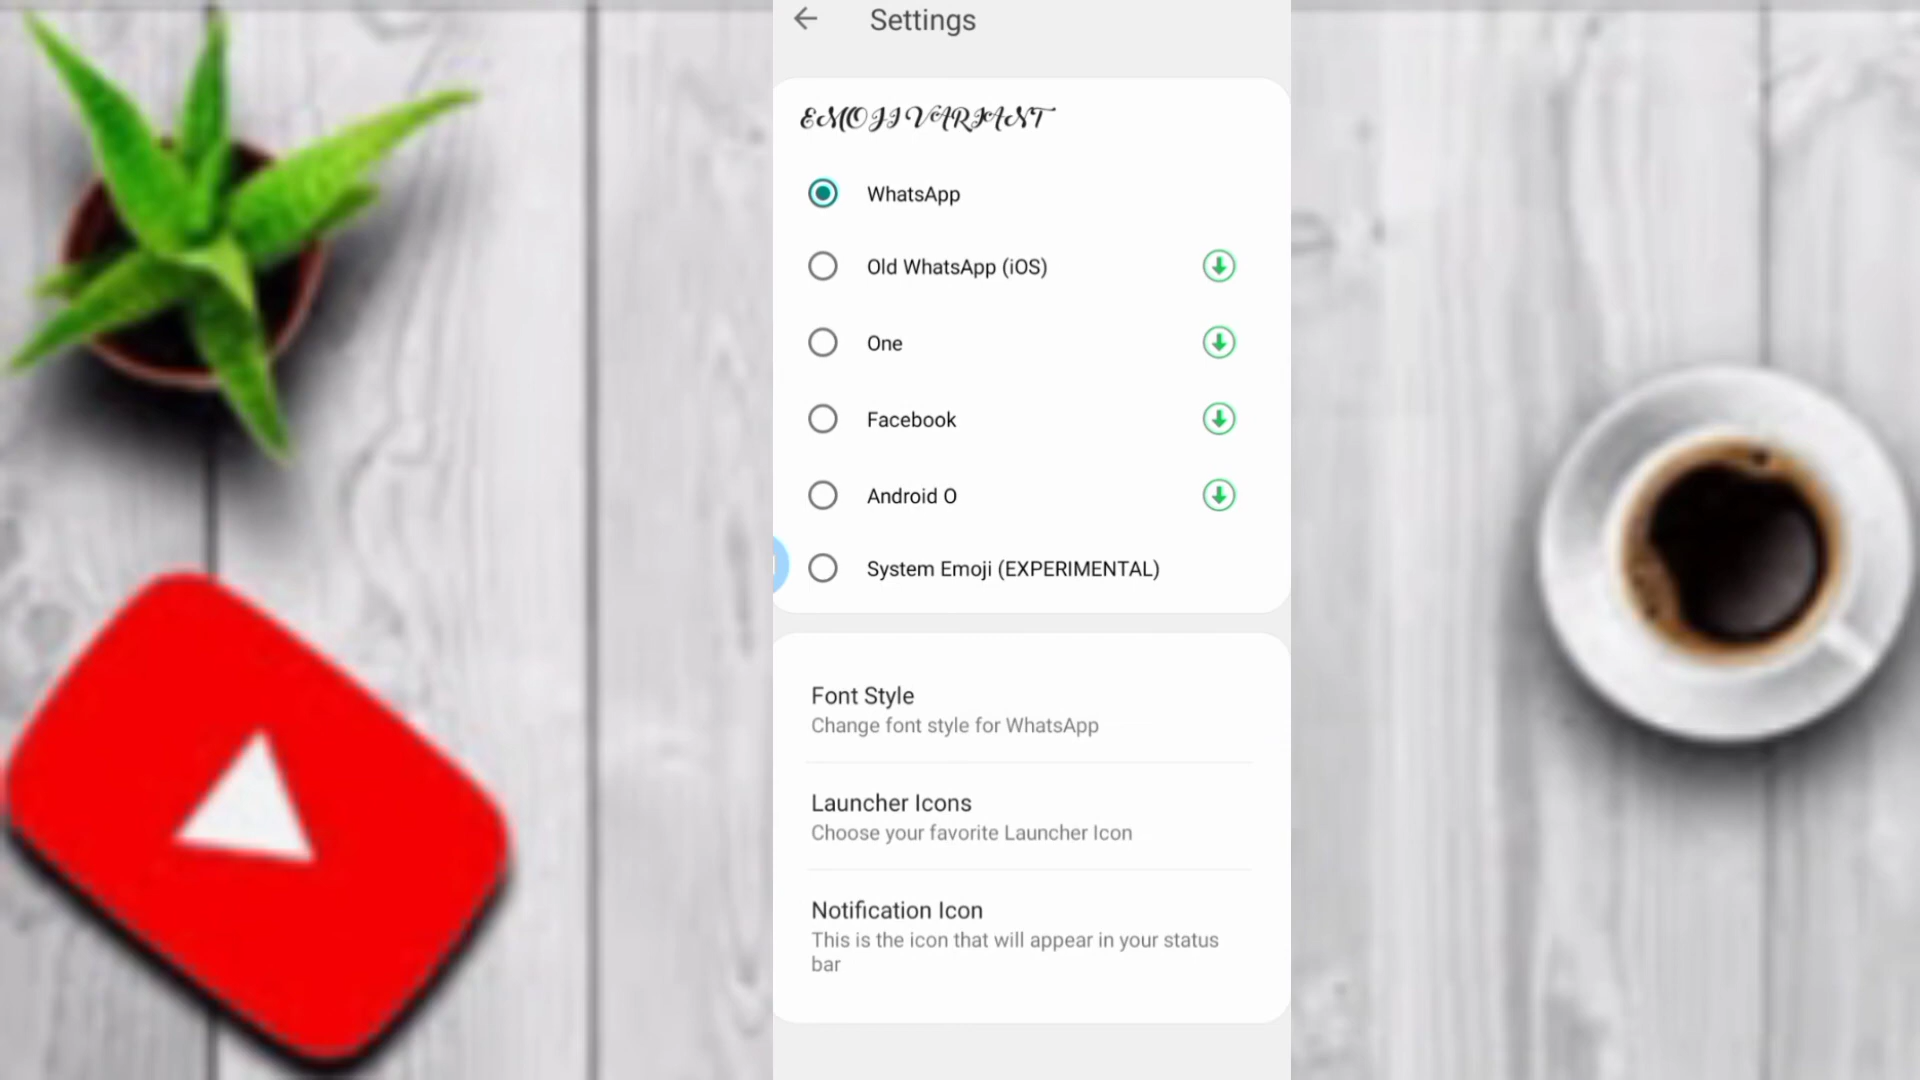 Settings
EMOJI VARIANT
WhatsApp
Old WhatsApp (iOS)
One
Facebook
Android O
System Emoji (EXPERIMENTAL)
Font Style
Change font style for WhatsApp
Launcher Icons
Choose your favorite Launcher Icon
Notification Icon
This is the icon that will appear in your status
bar